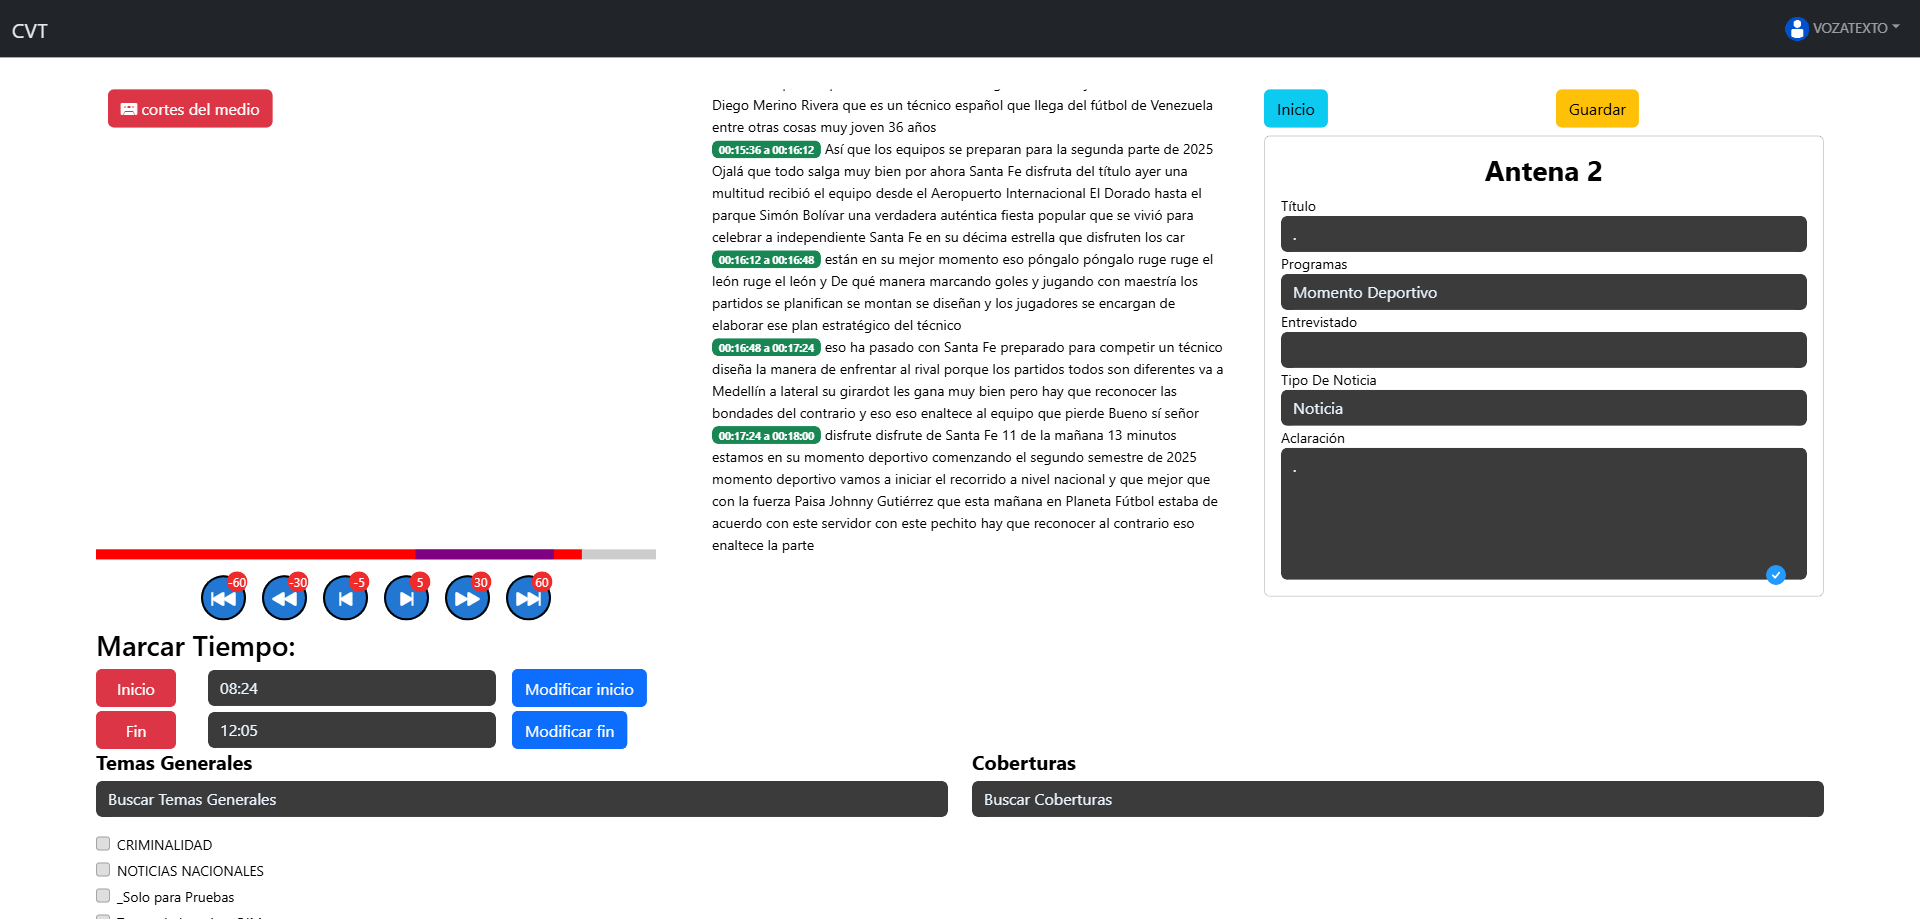 CVT
VOZATEXTO
cortes del medio
Diego Merino Rivera que es un técnico español que llega del fútbol de Venezuela
entre otras cosas muy joven 36 años
00:15:36 a 00:16:12 Así que los equipos se preparan para la segunda parte de 2025
Ojalá que todo salga muy bien por ahora Santa Fe disfruta del título ayer una
multitud recibió el equipo desde el Aeropuerto Internacional El Dorado hasta el
parque Simón Bolívar una verdadera auténtica fiesta popular que se vivió para
celebrar a independiente Santa Fe en su décima estrella que disfruten los car
00:16:12 a 00:16:48 están en su mejor momento eso póngalo póngalo ruge ruge el
león ruge el león y De qué manera marcando goles y jugando con maestría los
partidos se planifican se montan se diseñan y los jugadores se encargan de
elaborar ese plan estratégico del técnico
00:16:48 a 00:17:24 eso ha pasado con Santa Fe preparado para competir un técnico
diseña la manera de enfrentar al rival porque los partidos todos son diferentes va a
Medellín a lateral su girardot les gana muy bien pero hay que reconocer las
bondades del contrario y eso eso enaltece al equipo que pierde Bueno sí señor
00:17:24 a 00:18:00 disfrute disfrute de Santa Fe 11 de la mañana 13 minutos
estamos en su momento deportivo comenzando el segundo semestre de 2025
momento deportivo vamos a iniciar el recorrido a nivel nacional y que mejor que
con la fuerza Paisa Johnny Gutiérrez que esta mañana en Planeta Fútbol estaba de
acuerdo con este servidor con este pechito hay que reconocer al contrario eso
enaltece la parte
Inicio
Guardar
Antena 2
Título
.
Programas
Momento Deportivo
Entrevistado
Tipo De Noticia
Noticia
Aclaración
.
-60
-30
-5
5
30
60
Marcar Tiempo:
Inicio
08:24
Modificar inicio
Fin
12:05
Modificar fin
Temas Generales
Buscar Temas Generales
CRIMINALIDAD
NOTICIAS NACIONALES
_Solo para Pruebas
Coberturas
Buscar Coberturas